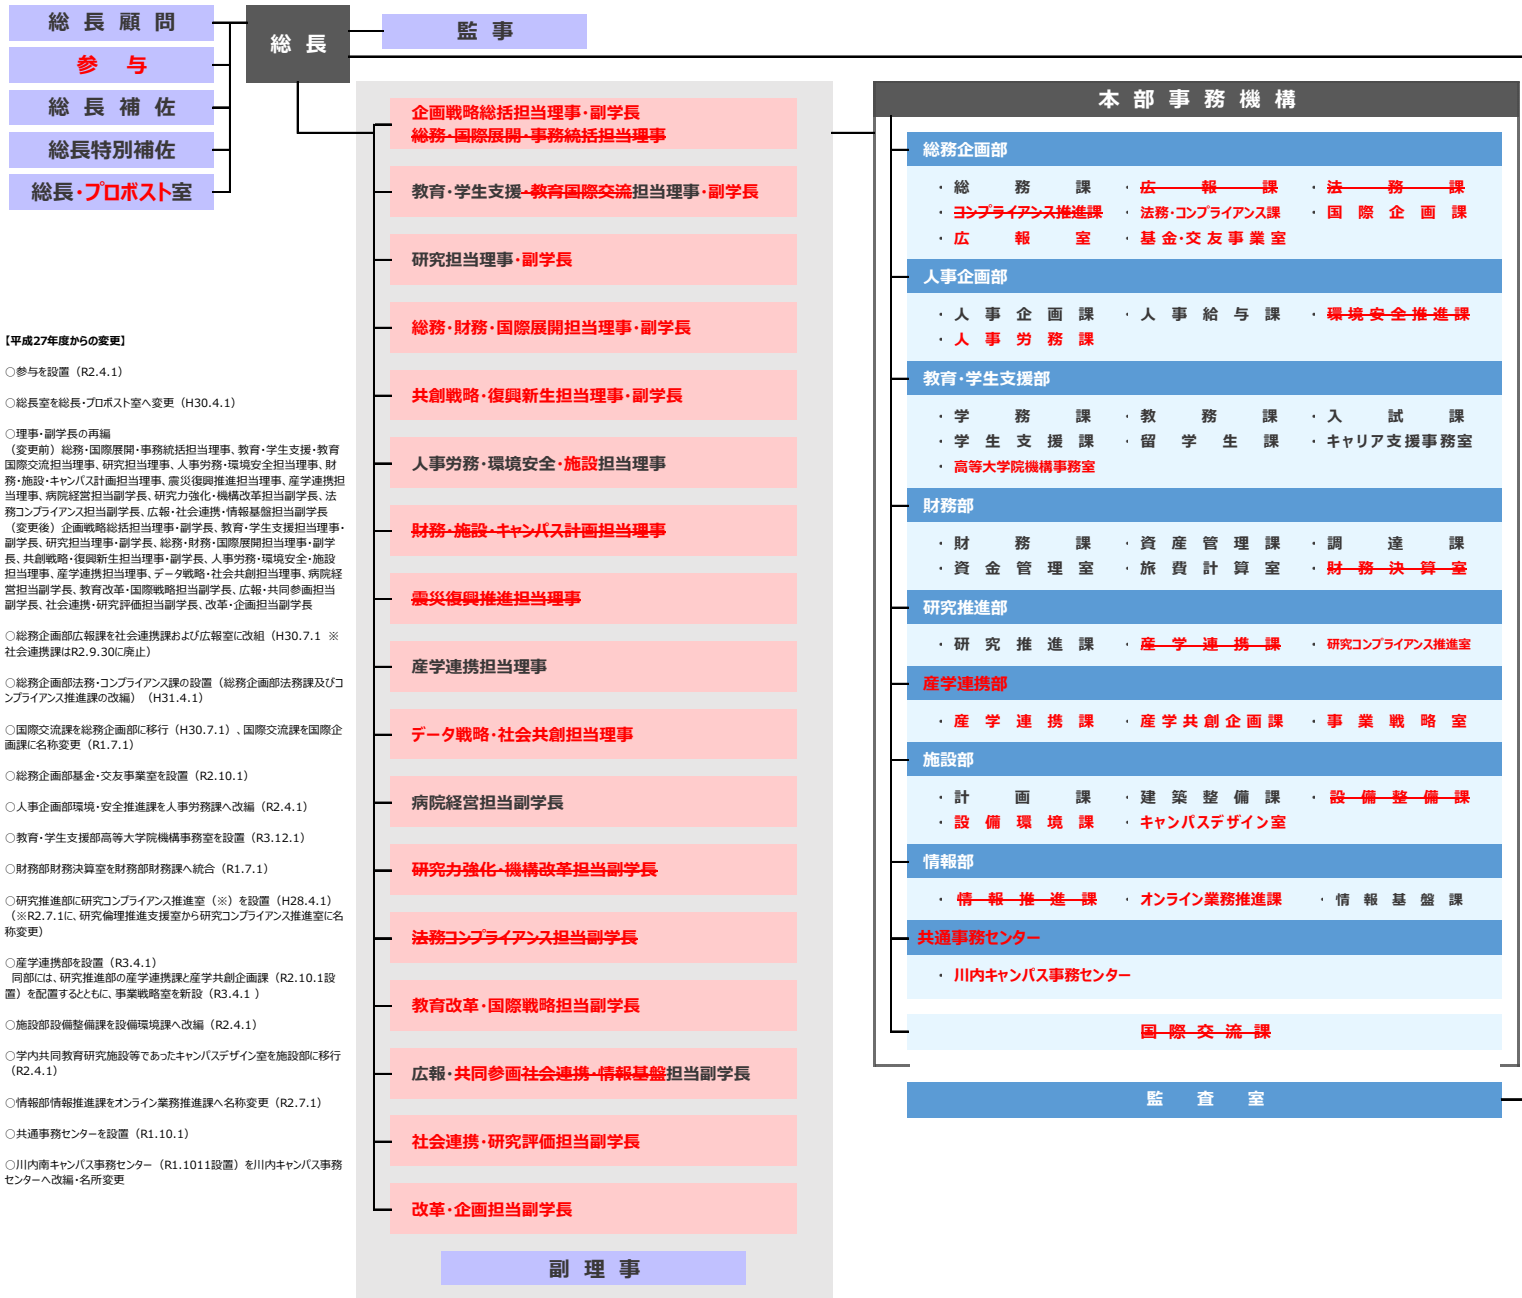 総長顧問
参与
総長補佐
総長特別補佐
総長・プロボスト室
総長
監事
【平成27年度からの変更】
○参与を設置（R2.4.1）
○総長室を総長・プロボスト室へ変更（H30.4.1）
○理事・副学長の再編
（変更前）総務・国際展開・事務統括担当理事、教育・学生支援・教育
国際交流担当理事、研究担当理事、人事労務・環境安全担当理事、財
務・施設・キャンパス計画担当理事、震災復興推進担当理事、産学連携担
当理事、病院経営担当副学長、研究力強化・機構改革担当副学長、法
務コンプライアンス担当副学長、広報・社会連携・情報基盤担当副学長
（変更後）企画戦略総括担当理事・副学長、教育・学生支援担当理事・
副学長、研究担当理事・副学長、総務・財務・国際展開担当理事・副学
長、共創戦略・復興新生担当理事・副学長、人事労務・環境安全・施設
担当理事、産学連携担当理事、データ戦略・社会共創担当理事、病院経
営担当副学長、教育改革・国際戦略担当副学長、広報・共同参画担当
副学長、社会連携・研究評価担当副学長、改革・企画担当副学長
○総務企画部広報課を社会連携課および広報室に改組（H30.7.1 ※
社会連携課はR2.9.30に廃止）
○総務企画部法務・コンプライアンス課の設置（総務企画部法務課及びコ
ンプライアンス推進課の改編）（H31.4.1）
○国際交流課を総務企画部に移行（H30.7.1）、国際交流課を国際企
画課に名称変更（R1.7.1）
○総務企画部基金・交友事業室を設置（R2.10.1）
○人事企画部環境・安全推進課を人事労務課へ改編（R2.4.1）
○教育・学生支援部高等大学院機構事務室を設置（R3.12.1）
○財務部財務決算室を財務部財務課へ統合（R1.7.1）
○研究推進部に研究コンプライアンス推進室（※）を設置（H28.4.1）
（※R2.7.1に、研究倫理推進支援室から研究コンプライアンス推進室に名
称変更）
○産学連携部を設置（R3.4.1）
同部には、研究推進部の産学連携課と産学共創企画課（R2.10.1設
置）を配置するとともに、事業戦略室を新設（R3.4.1 ）
○施設部設備整備課を設備環境課へ改編（R2.4.1）
○学内共同教育研究施設等であったキャンパスデザイン室を施設部に移行
（R2.4.1）
○情報部情報推進課をオンライン業務推進課へ名称変更（R2.7.1）
○共通事務センターを設置（R1.10.1）
○川内南キャンパス事務センター（R1.1011設置）を川内キャンパス事務
センターへ改編・名所変更
企画戦略総括担当理事・副学長
総務・国際展開・事務統括担当理事
教育・学生支援・教育国際交流担当理事・副学長
研究担当理事・副学長
総務・財務・国際展開担当理事・副学長
共創戦略・復興新生担当理事・副学長
人事労務・環境安全・施設担当理事
財務・施設・キャンパス計画担当理事
震災復興推進担当理事
産学連携担当理事
データ戦略・社会共創担当理事
病院経営担当副学長
研究力強化・機構改革担当副学長
法務コンプライアンス担当副学長
教育改革・国際戦略担当副学長
広報・共同参画社会連携・情報基盤担当副学長
社会連携・研究評価担当副学長
改革・企画担当副学長
副理事
本部事務機構
総務企画部
・総務課 ・広報課 ・法務課
・コンプライアンス推進課 ・法務・コンプライアンス課 ・国際企画課
・広報室 ・基金・交友事業室
人事企画部
・人事企画課 ・人事給与課 ・環境安全推進課
・人事労務課
教育・学生支援部
・学務課 ・教務課 ・入試課
・学生支援課 ・留学生課 ・キャリア支援事務室
・高等大学院機構事務室
財務部
・財務課 ・資産管理課 ・調達課
・資金管理室 ・旅費計算室 ・財務決算室
研究推進部
・研究推進課 ・産学連携課 ・研究コンプライアンス推進室
産学連携部
・産学連携課 ・産学共創企画課 ・事業戦略室
施設部
・計画課 ・建築整備課 ・設備整備課
・設備環境課 ・キャンパスデザイン室
情報部
・情報推進課 ・オンライン業務推進課 ・情報基盤課
共通事務センター
・川内キャンパス事務センター
国際交流課
監査室